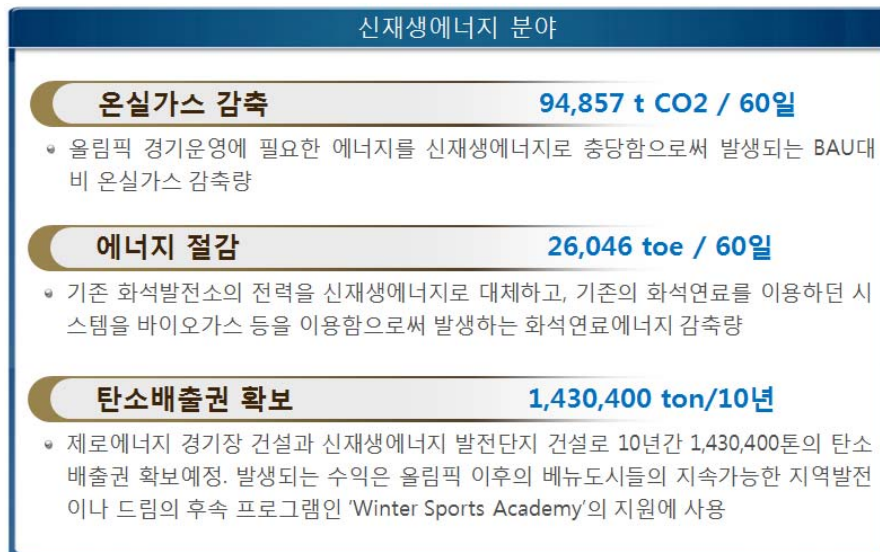 신재생에너지 분야
온실가스 감축 94,857 t CO2 / 60일
올림픽 경기운영에 필요한 에너지를 신재생에너지로 충당함으로써 발생되는 BAU대
비 온실가스 감축량
에너지 절감 26,046 toe / 60일
기존 화석발전소의 전력을 신재생에너지로 대체하고, 기존의 화석연료를 이용하던 시
스템을 바이오가스 등을 이용함으로써 발생하는 화석연료에너지 감축량
탄소배출권 확보 1,430,400 ton/10년
제로에너지 경기장 건설과 신재생에너지 발전단지 건설로 10년간 1,430,400톤의 탄소
배출권 확보예정. 발생되는 수익은 올림픽 이후의 베뉴도시들의 지속가능한 지역발전
이나 드림의 후속 프로그램인 'Winter Sports Academy'의 지원에 사용